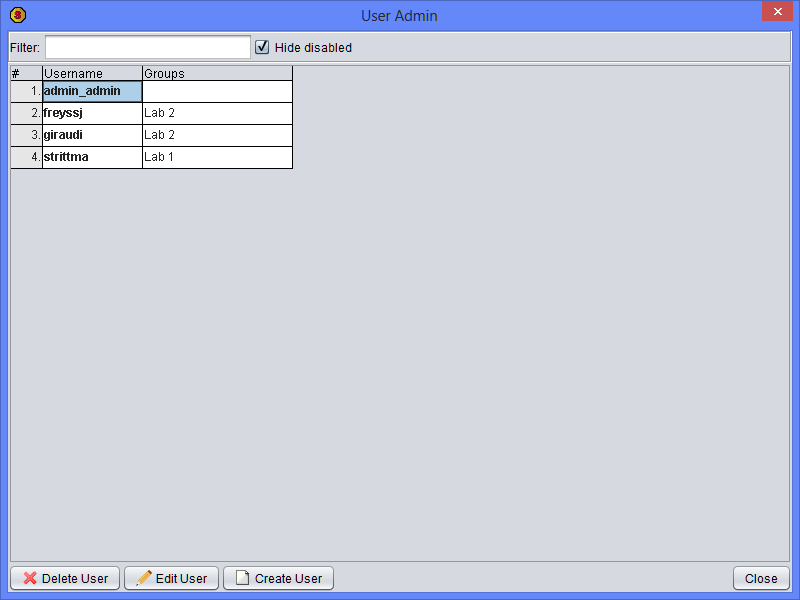 User Admin
Filter:
Hide disabled
# Username Groups
1. admin_admin
2. freyssj Lab 2
3. giraudi Lab 2
4. strittma Lab 1
Delete User Edit User Create User Close